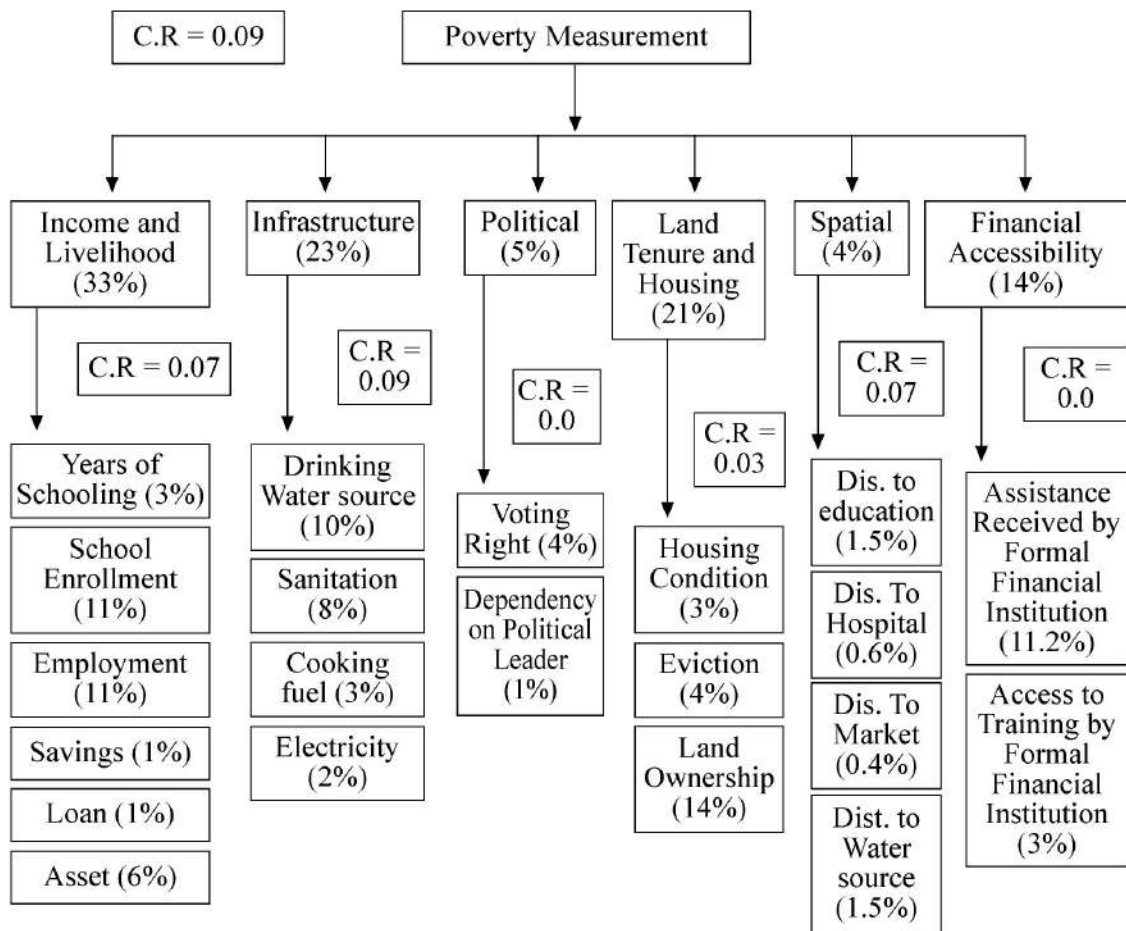 C.R = 0.09
Poverty Measurement
Income and
Livelihood
(33%)
Infrastructure
(23%)
Political
(5%)
Land
Tenure and
Housing
(21%)
Spatial
(4%)
Financial
Accessibility
(14%)
C.R = 0.07
C.R =
0.09
C.R =
0.0
C.R =
0.03
C.R =
0.07
C.R =
0.0
Years of
Schooling (3%)
School
Enrollment
(11%)
Employment
(11%)
Savings (1%)
Loan (1%)
Asset (6%)
Drinking
Water source
(10%)
Sanitation
(8%)
Cooking
fuel (3%)
Electricity
(2%)
Voting
Right (4%)
Dependency
on Political
Leader
(1%)
Housing
Condition
(3%)
Eviction
(4%)
Land
Ownership
(14%)
Dis. to
education
(1.5%)
Dis. To
Hospital
(0.6%)
Dis. To
Market
(0.4%)
Dist. to
Water
source
(1.5%)
Assistance
Received by
Formal
Financial
Institution
(11.2%)
Access to
Training by
Formal
Financial
Institution
(3%)